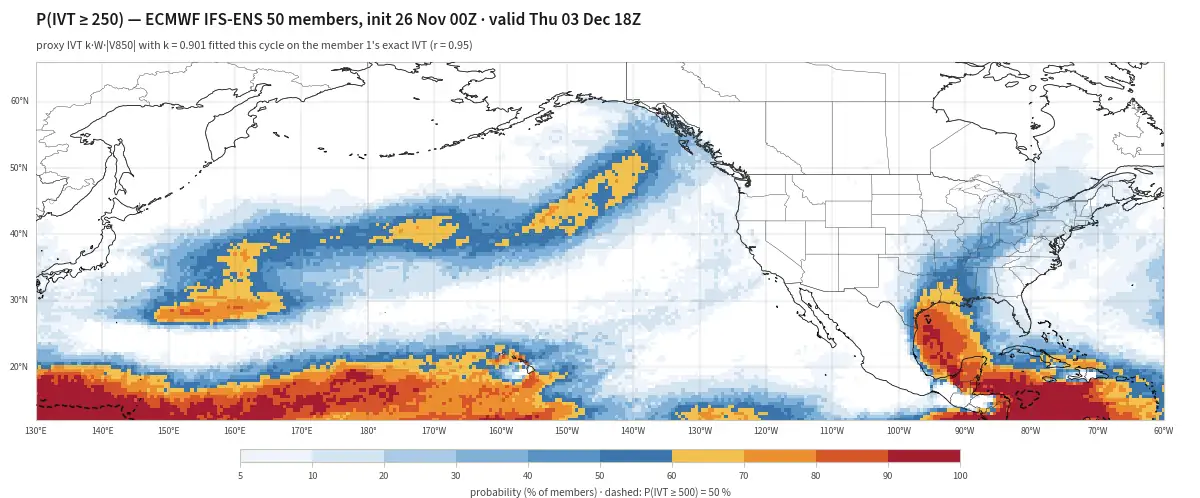 P(IVT ≥ 250) — ECMWF IFS-ENS 50 members, init 26 Nov 00Z · valid Thu 03 Dec 18Z
proxy IVT k·W·|V850| with k = 0.901 fitted this cycle on the member 1's exact IVT (r = 0.95)
60°N
50°N
40°N
30°N
20°N
130°E 140°E 150°E 160°E 170°E 180° 170°W 160°W 150°W 140°W 130°W 120°W 110°W 100°W 90°W 80°W 70°W 60°W
5 10 20 30 40 50 60 70 80 90 100
probability (% of members) · dashed: P(IVT ≥ 500) = 50 %